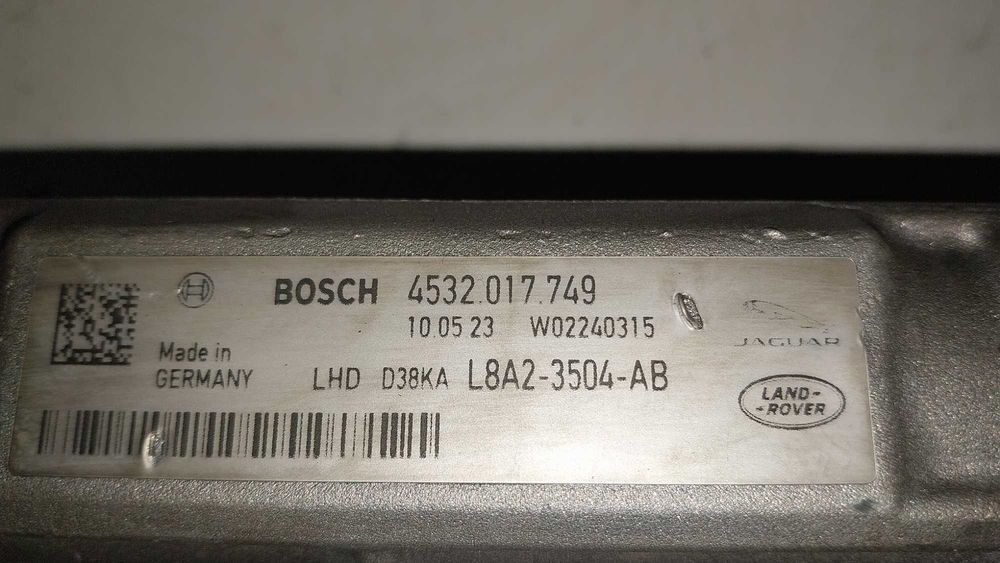 BOSCH 4532.017.749
10.05 23 W02240315
JAGUAR
Made in
GERMANY LHD D38KA L8A2-3504-AB
LAND-
-ROVER